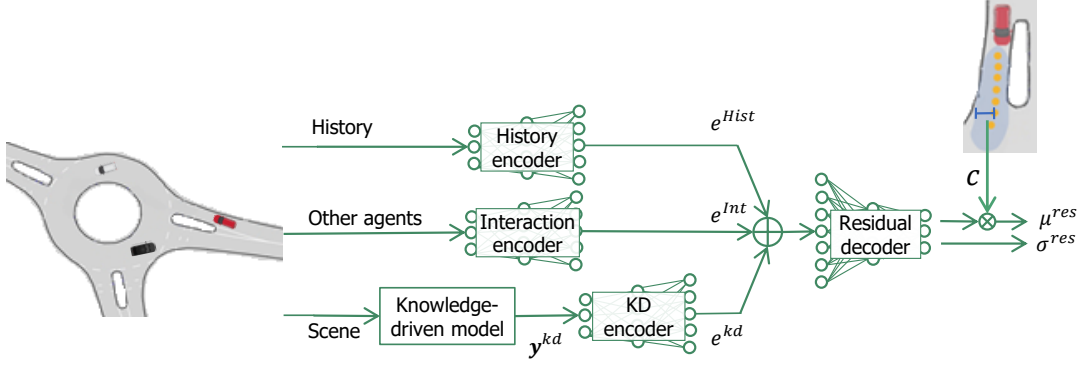 History
History
encoder
e^{Hist}
Other agents
Interaction
encoder
e^{Int}
Scene
Knowledge-
driven model
y^{kd}
KD
encoder
e^{kd}
Residual
decoder
C
μ^{res}
σ^{res}